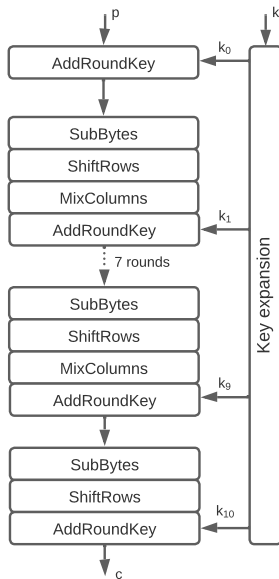 p
k
k0
AddRoundKey
SubBytes
ShiftRows
MixColumns
k1
AddRoundKey
7 rounds
Key expansion
SubBytes
ShiftRows
MixColumns
k9
AddRoundKey
SubBytes
ShiftRows
k10
AddRoundKey
c